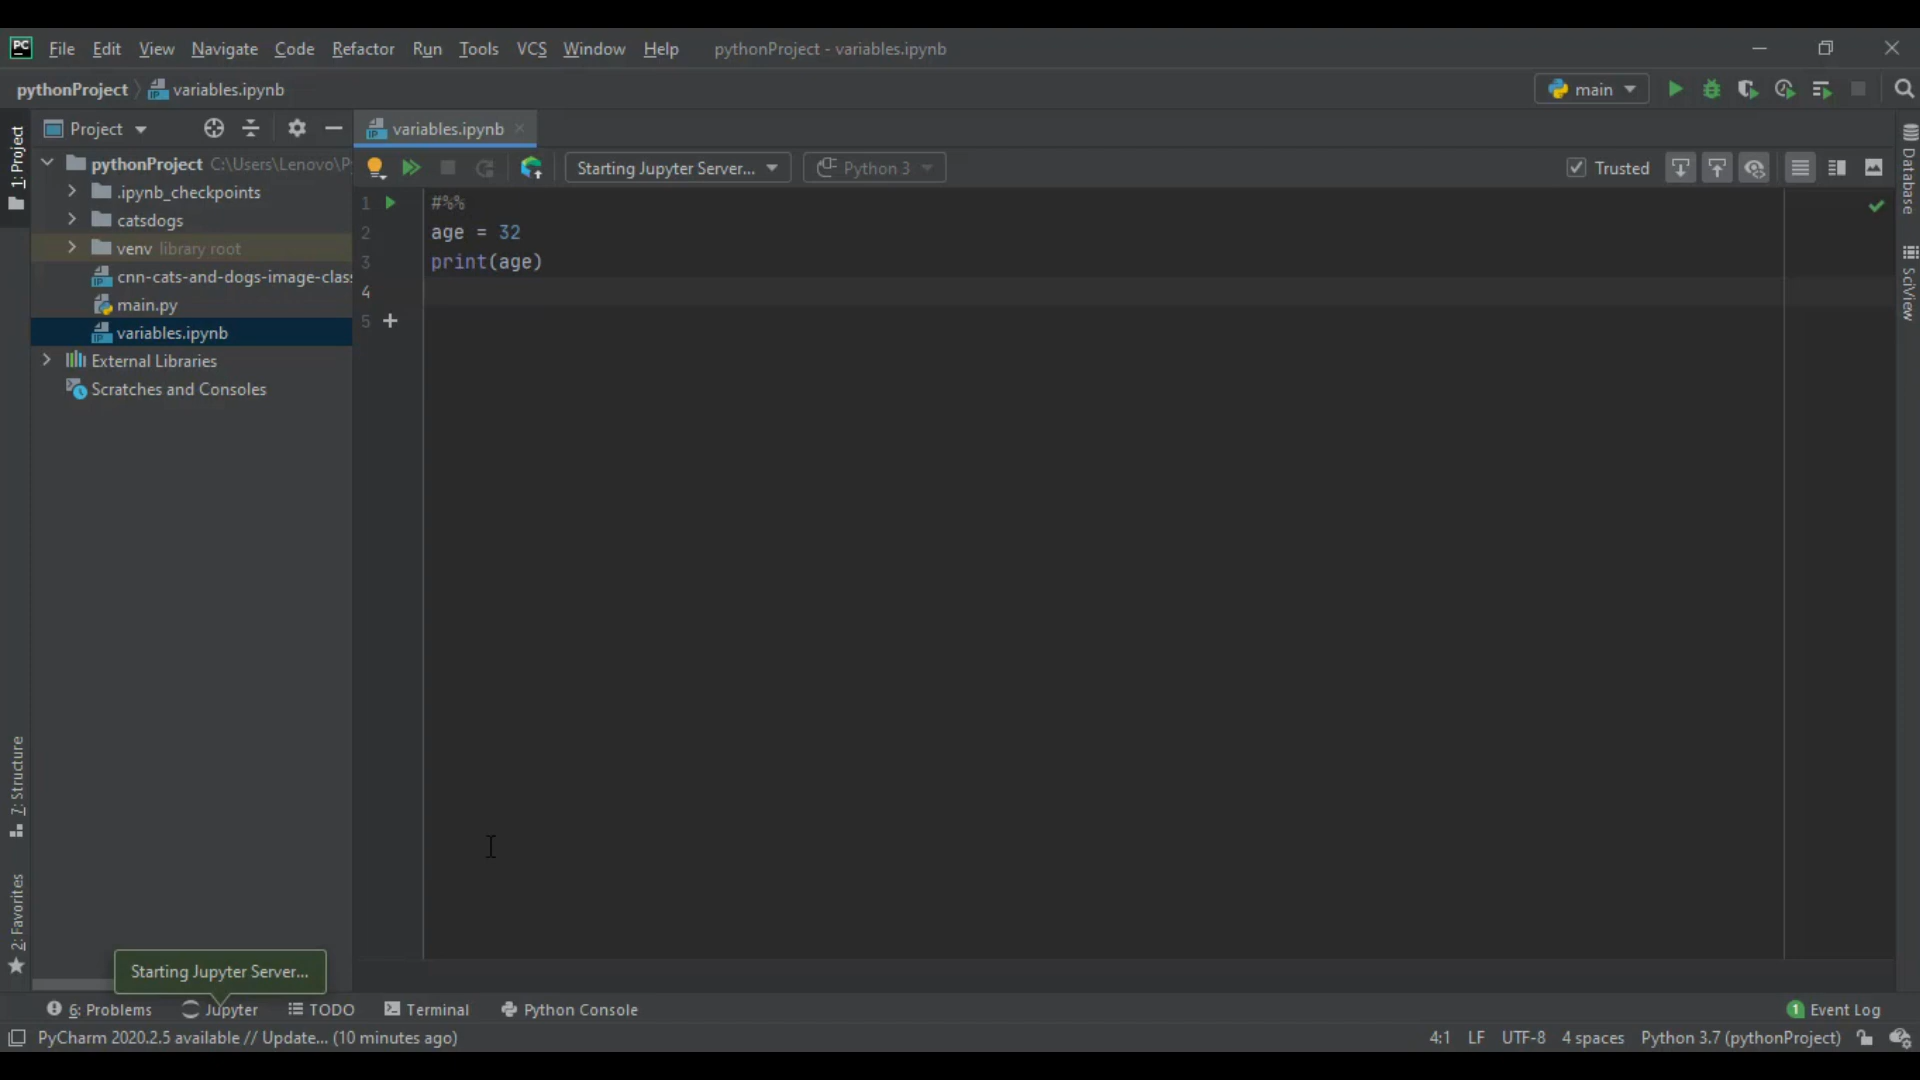 PC File Edit View Navigate Code Refactor Run Tools VCS Window Help pythonProject - variables.ipynb
pythonProject variables.ipynb main
1: Project
Project variables.ipynb
pythonProject C:\Users\Lenovo\P
Starting Jupyter Server... Python 3 Trusted
.ipynb_checkpoints
catsdogs
venv library root
cnn-cats-and-dogs-image-clas
main.py
variables.ipynb
External Libraries
Scratches and Consoles
1 #%%
2 age = 32
3 print(age)
4
5
Database
SciView
7: Structure
2: Favorites
Starting Jupyter Server...
6: Problems Jupyter TODO Terminal Python Console 1 Event Log
PyCharm 2020.2.5 available // Update... (10 minutes ago) 4:1 LF UTF-8 4 spaces Python 3.7 (pythonProject)